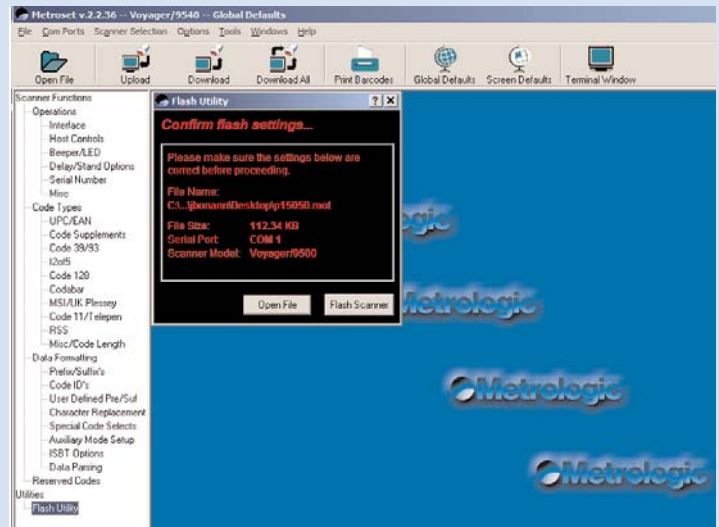 Metroset v.2.2.36 -- Voyager/9540 -- Global Defaults
File Com Ports Scanner Selection Options Tools Windows Help
Open File Upload Download Download All Print Barcodes Global Defaults Screen Defaults Terminal Window
Scanner Functions
Operations
Interface
Host Controls
Beeper/LED
Delay/Stand Options
Serial Number
Misc
Code Types
UPC/EAN
Code Supplements
Code 39/93
I2of5
Code 128
Codabar
MSI/UK Plessey
Code 11/Telepen
RSS
Misc/Code Length
Data Formatting
Prefix/Suffix's
Code ID's
User Defined Pre/Suf
Character Replacement
Special Code Selects
Auxiliary Mode Setup
ISBT Options
Data Parsing
Reserved Codes
Utilities
Flash Utility
Flash Utility
Confirm flash settings...
Please make sure the settings below are
correct before proceeding.
File Name:
C:\...\jbonann\Desktop\p15050.mot
File Size: 112.34 KB
Serial Port: COM 1
Scanner Model: Voyager/9500
Open File Flash Scanner
ogic
Metrologic
Metrologic
Metrologic